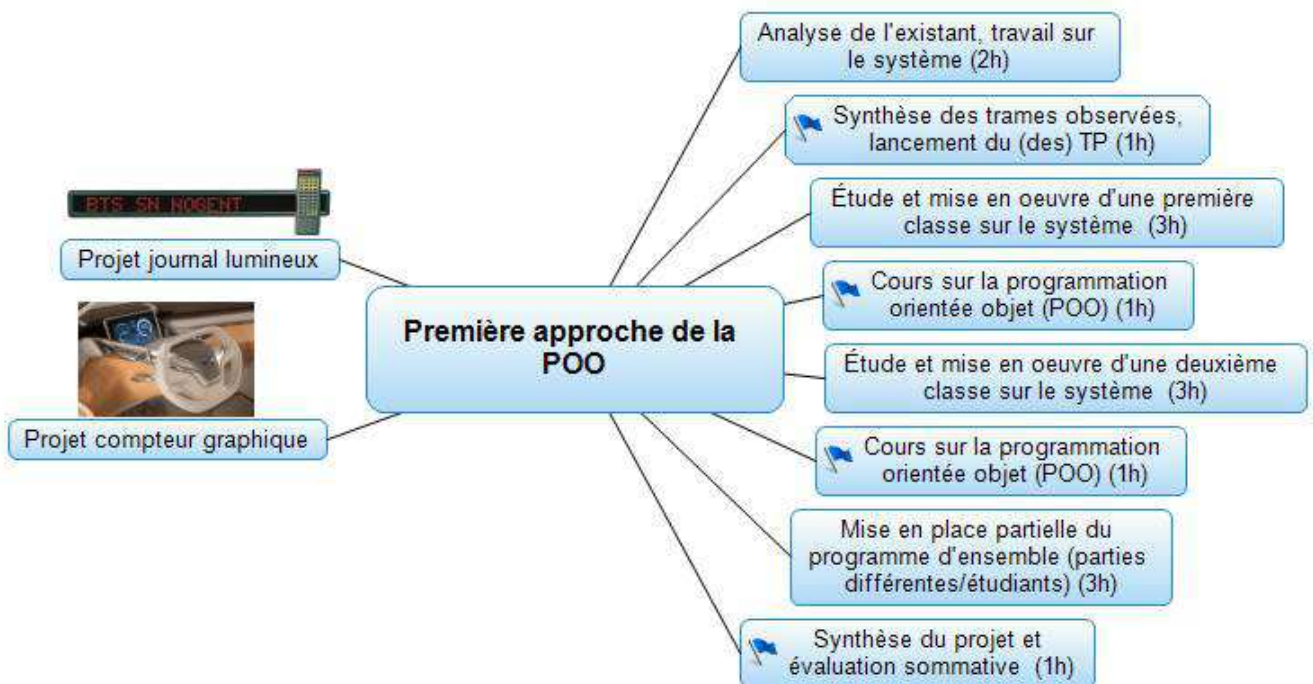 Analyse de l'existant, travail sur
le système (2h)
Synthèse des trames observées,
lancement du (des) TP (1h)
Étude et mise en oeuvre d'une première
classe sur le système (3h)
Cours sur la programmation
orientée objet (POO) (1h)
Étude et mise en oeuvre d'une deuxième
classe sur le système (3h)
Cours sur la programmation
orientée objet (POO) (1h)
Mise en place partielle du
programme d'ensemble (parties
différentes/étudiants) (3h)
Synthèse du projet et
évaluation sommative (1h)
Première approche de la
POO
BTS SN NOGENT
Projet journal lumineux
Projet compteur graphique